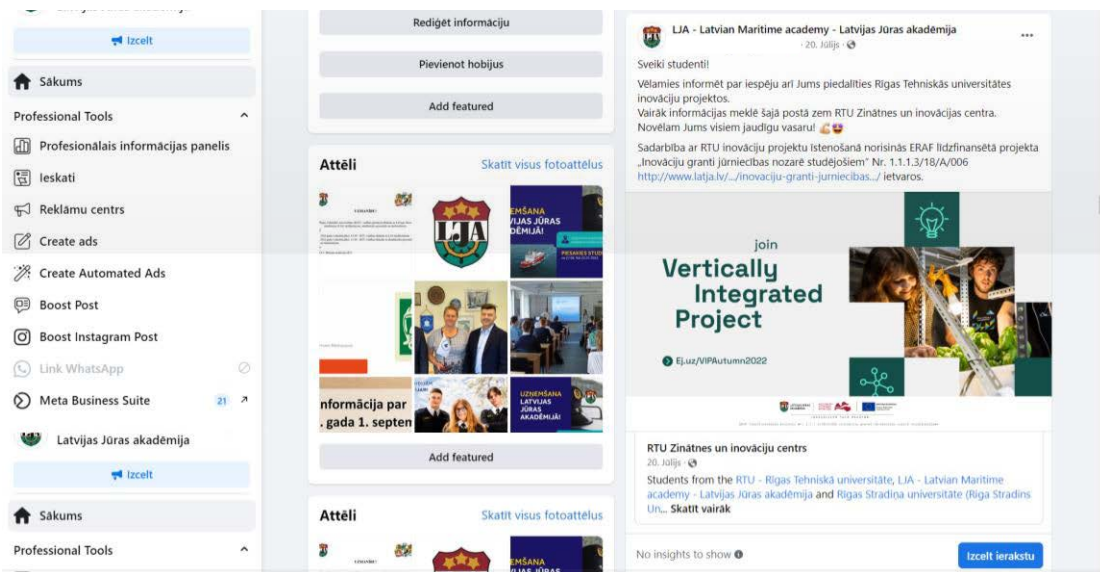 Izcelt
Sākums
Professional Tools
Profesionālais informācijas panelis
Ieskati
Reklāmu centrs
Create ads
Create Automated Ads
Boost Post
Boost Instagram Post
Link WhatsApp
Meta Business Suite 21
Latvijas Jūras akadēmija
Izcelt
Sākums
Professional Tools
Rediģēt informāciju
Pievienot hobijus
Add featured
Attēli Skatīt visus fotoattēlus
LJA
UZŅEMŠANA
LATVIJAS
JŪRAS
AKADĒMIJĀ!
nformācija par
. gada 1. septen
Add featured
Attēli Skatīt visus fotoattēlus
LJA - Latvian Maritime academy - Latvijas Jūras akadēmija
· 20. Jūlijs ·
Sveiki studenti!
Vēlamies informēt par iespēju arī Jums piedalīties Rīgas Tehniskās universitātes
inovāciju projektos.
Vairāk informācijas meklē šajā postā zem RTU Zinātnes un inovācijas centra.
Novēlam Jums visiem jaudīgu vasaru! 💪🤩
Sadarbība ar RTU inovāciju projektu īstenošanā norisinās ERAF līdzfinansētā projekta
„Inovāciju granti jūrniecības nozarē studējošiem" Nr. 1.1.1.3/18/A/006
http://www.latja.lv/.../inovaciju-granti-jurniecibas.../ ietvaros.
join
Vertically
Integrated
Project
Ej.uz/VIPAutumn2022
RTU Zinātnes un inovāciju centrs
20. Jūlijs ·
Students from the RTU - Rīgas Tehniskā universitāte, LJA - Latvian Maritime
academy - Latvijas Jūras akadēmija and Rīgas Stradiņa universitāte (Riga Stradins
Un... Skatīt vairāk
No insights to show
Izcelt ierakstu